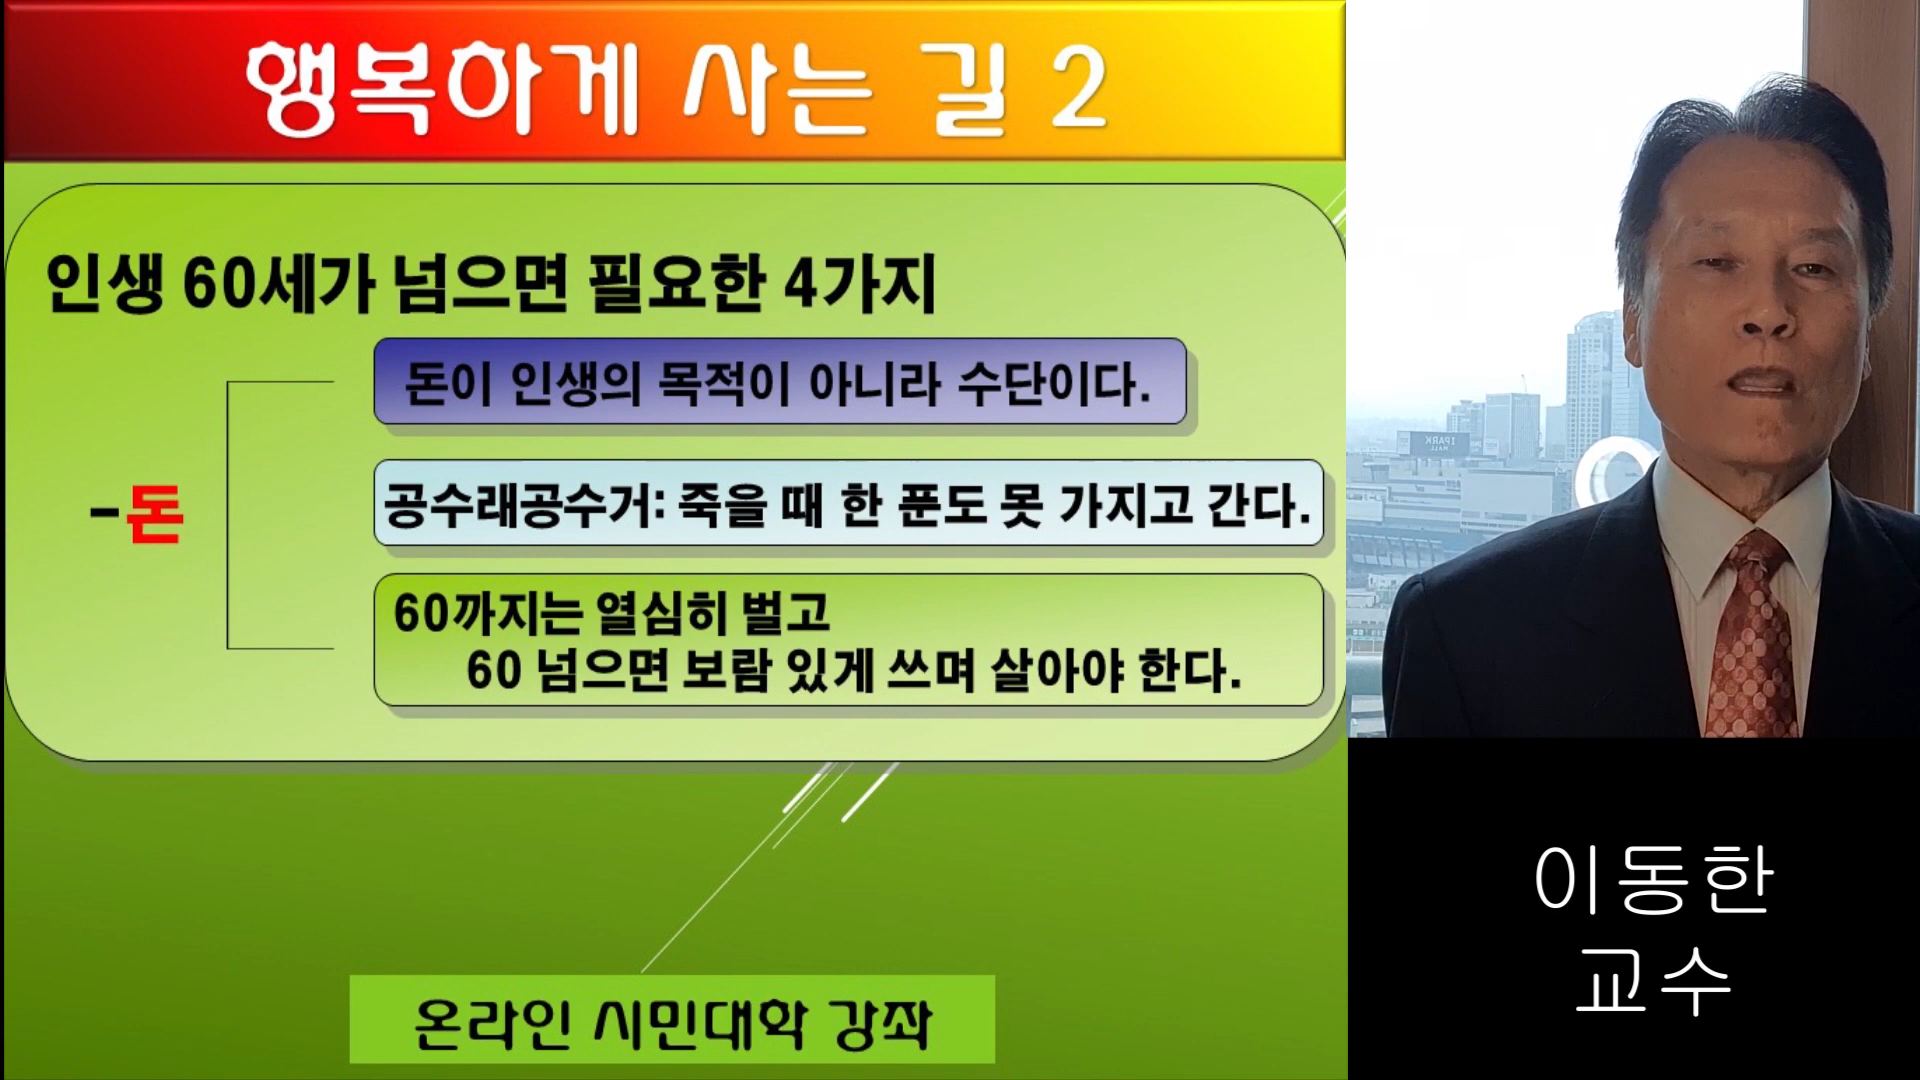 행복하게 사는 길 2
인생 60세가 넘으면 필요한 4가지
-돈
돈이 인생의 목적이 아니라 수단이다.
공수래공수거: 죽을 때 한 푼도 못 가지고 간다.
60까지는 열심히 벌고
60 넘으면 보람 있게 쓰며 살아야 한다.
온라인 시민대학 강좌
이동한
교수